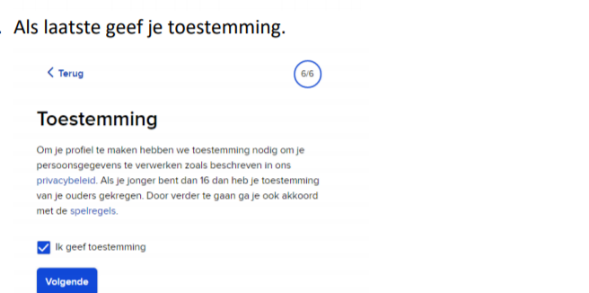 . Als laatste geef je toestemming.
< Terug
6/6
Toestemming
Om je profiel te maken hebben we toestemming nodig om je
persoonsgegevens te verwerken zoals beschreven in ons
privacybeleid. Als je jonger bent dan 16 dan heb je toestemming
van je ouders gekregen. Door verder te gaan ga je ook akkoord
met de spelregels.
Ik geef toestemming
Volgende